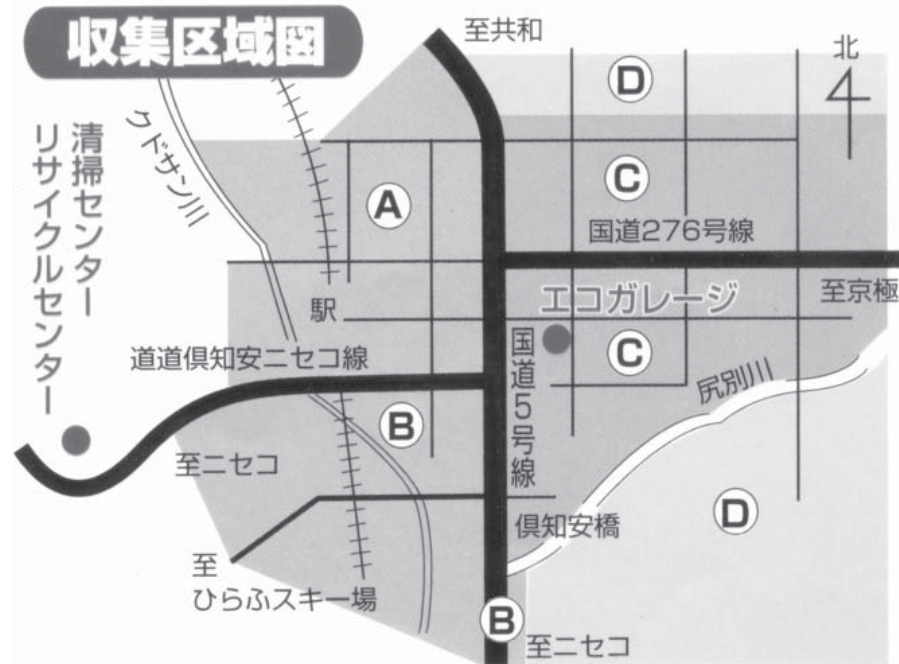 収集区域図
至共和
北
D
クドサン川
清掃センター
リサイクルセンター
A
C
国道276号線
エコガレージ
至京極
駅
道道倶知安ニセコ線
国道5号線
C
尻別川
B
至ニセコ
D
倶知安橋
至
ひらふスキー場
B
至ニセコ